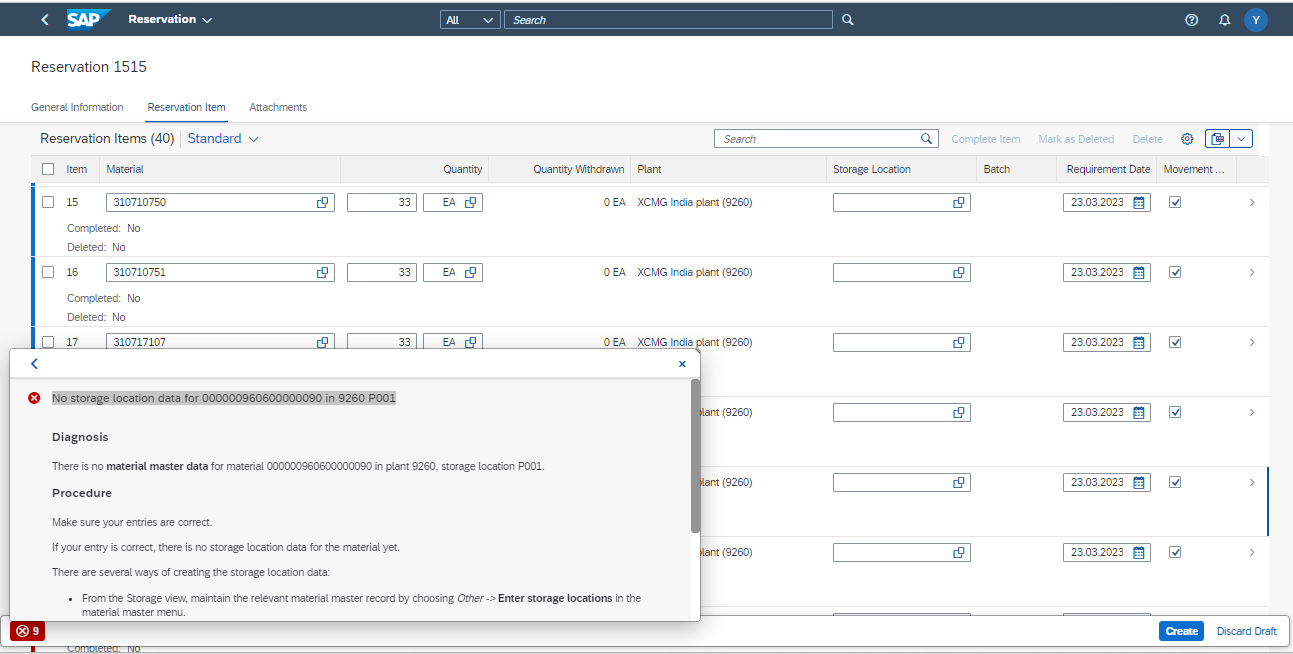 SAP Reservation All Search Y
Reservation 1515
General Information Reservation Item Attachments
Reservation Items (40) Standard Search Complete Item Mark as Deleted Delete
Item Material Quantity Quantity Withdrawn Plant Storage Location Batch Requirement Date Movement ...
15 310710750 33 EA 0 EA XCMG India plant (9260) 23.03.2023
Completed: No
Deleted: No
16 310710751 33 EA 0 EA XCMG India plant (9260) 23.03.2023
Completed: No
Deleted: No
17 310717107 33 EA 0 EA XCMG India plant (9260) 23.03.2023
No storage location data for 000000960600000090 in 9260 P001
plant (9260) 23.03.2023
Diagnosis
There is no material master data for material 000000960600000090 in plant 9260, storage location P001.
plant (9260) 23.03.2023
Procedure
Make sure your entries are correct.
If your entry is correct, there is no storage location data for the material yet.
plant (9260) 23.03.2023
There are several ways of creating the storage location data:
• From the Storage view, maintain the relevant material master record by choosing Other -> Enter storage locations in the
material master menu.
9 Create Discard Draft
Completed: No